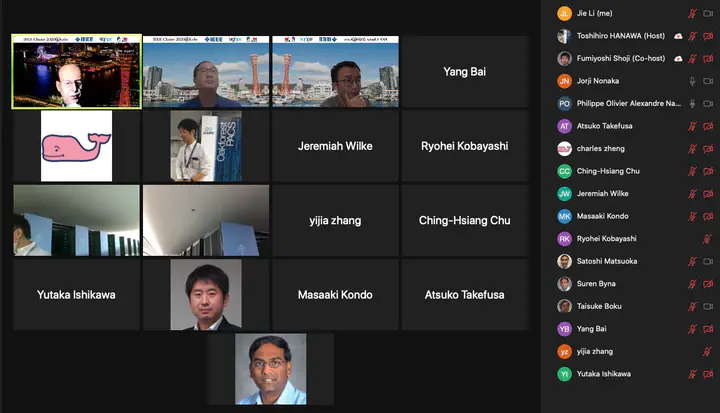 Yang Bai
Oakforest
PACS
Jeremiah Wilke
Ryohei Kobayashi
yijia zhang
Ching-Hsiang Chu
Yutaka Ishikawa
Masaaki Kondo
Atsuko Takefusa
JL Jie Li (me)
Toshihiro HANAWA (Host)
Fumiyoshi Shoji (Co-host)
JN Jorji Nonaka
PO Philippe Olivier Alexandre Na...
AT Atsuko Takefusa
charles zheng
CC Ching-Hsiang Chu
JW Jeremiah Wilke
MK Masaaki Kondo
RK Ryohei Kobayashi
Satoshi Matsuoka
Suren Byna
Taisuke Boku
YB Yang Bai
yz yijia zhang
YI Yutaka Ishikawa